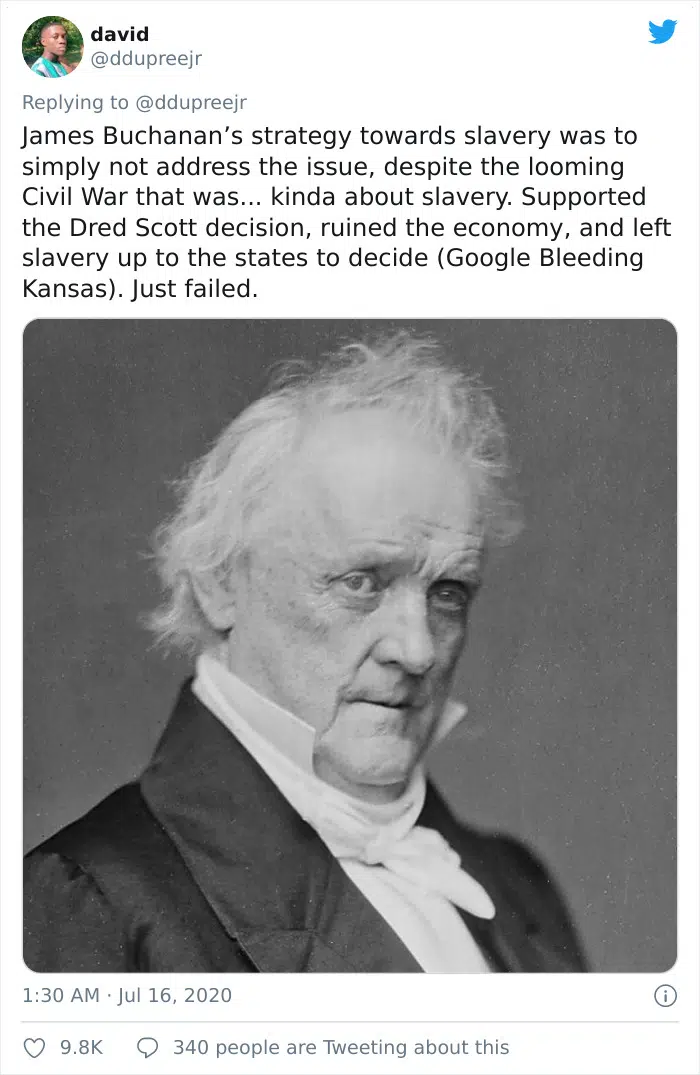 david
@ddupreejr
Replying to @ddupreejr
James Buchanan’s strategy towards slavery was to
simply not address the issue, despite the looming
Civil War that was... kinda about slavery. Supported
the Dred Scott decision, ruined the economy, and left
slavery up to the states to decide (Google Bleeding
Kansas). Just failed.
1:30 AM · Jul 16, 2020
9.8K
340 people are Tweeting about this